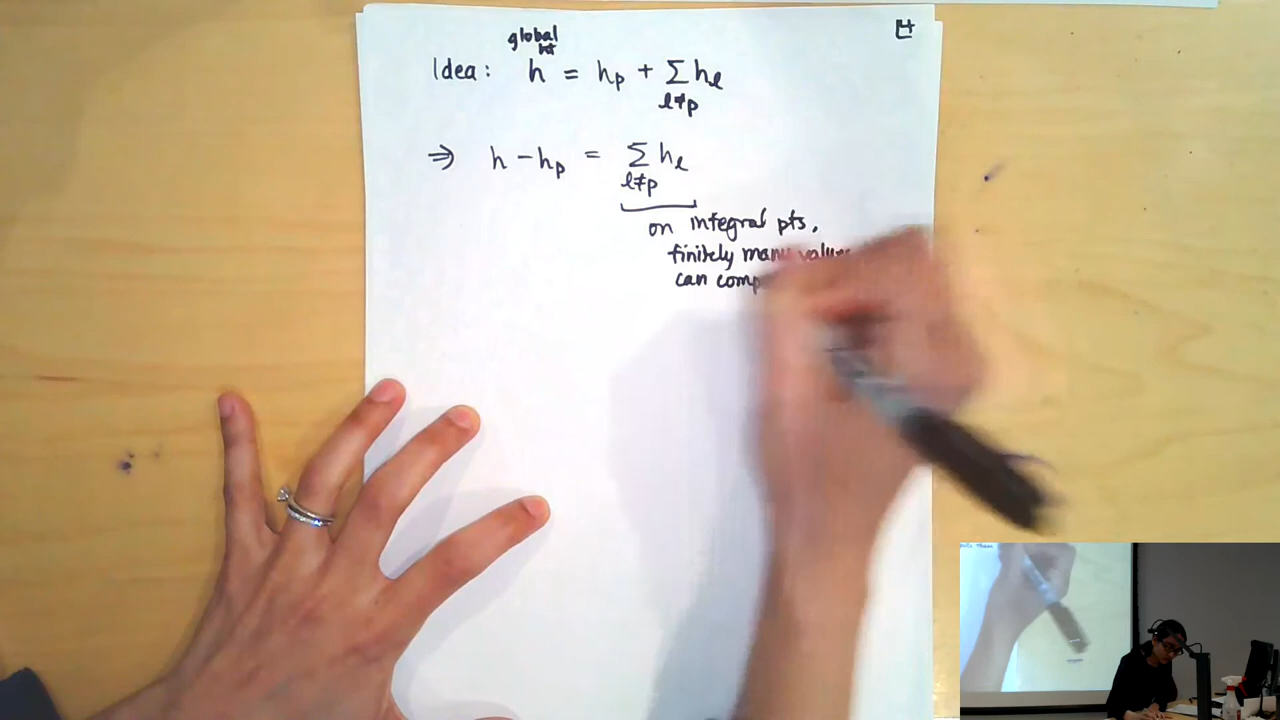 4
global
ht
Idea: h = hp + Σ hℓ
ℓ≠p
⇒ h - hp = Σ hℓ
ℓ≠p
on integral pts,
finitely many
can